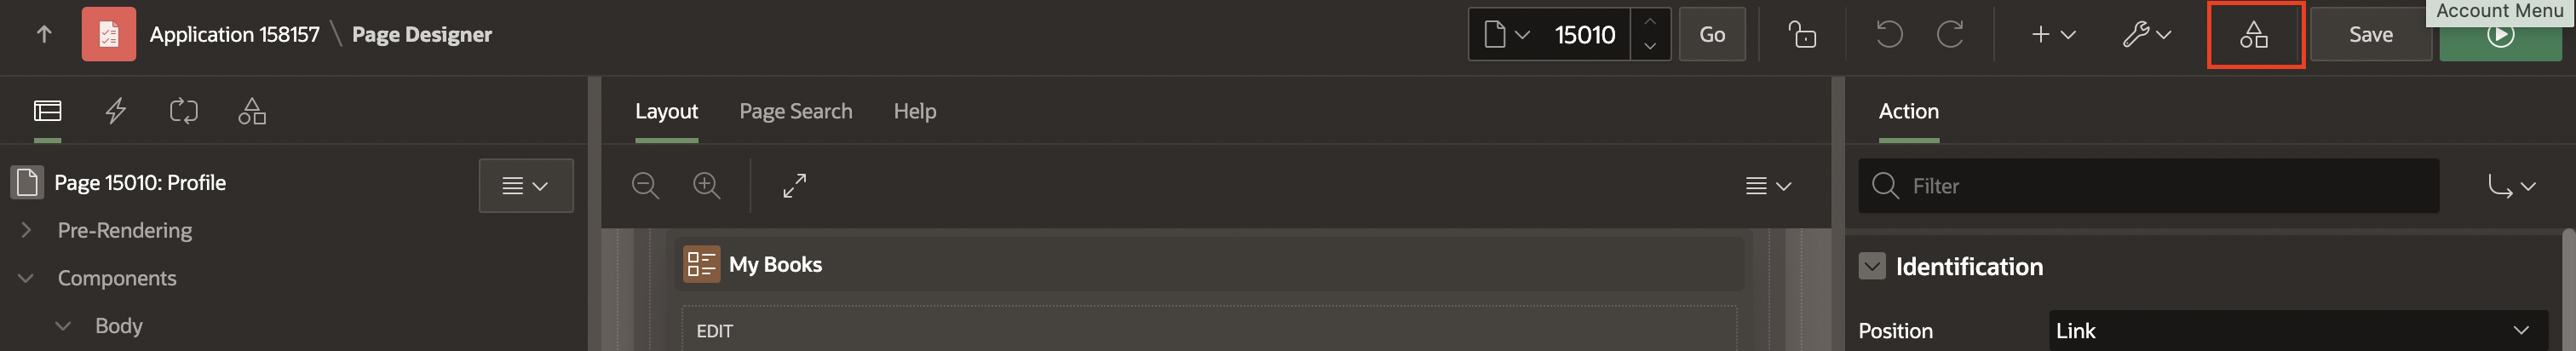 Application 158157 \ Page Designer
15010
Go
Save
Account Menu
Layout
Page Search
Help
Action
Page 15010: Profile
Filter
Pre-Rendering
Components
Body
My Books
EDIT
Identification
Position
Link